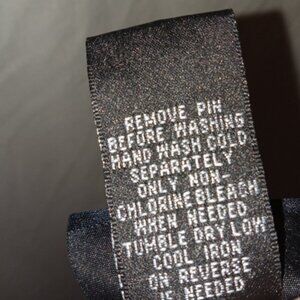 REMOVE PIN
BEFORE WASHING
HAND WASH COLD
SEPARATELY
ONLY NON-
CHLORINE BLEACH
WHEN NEEDED
TUMBLE DRY LOW
COOL IRON
ON REVERSE
IF NEEDED